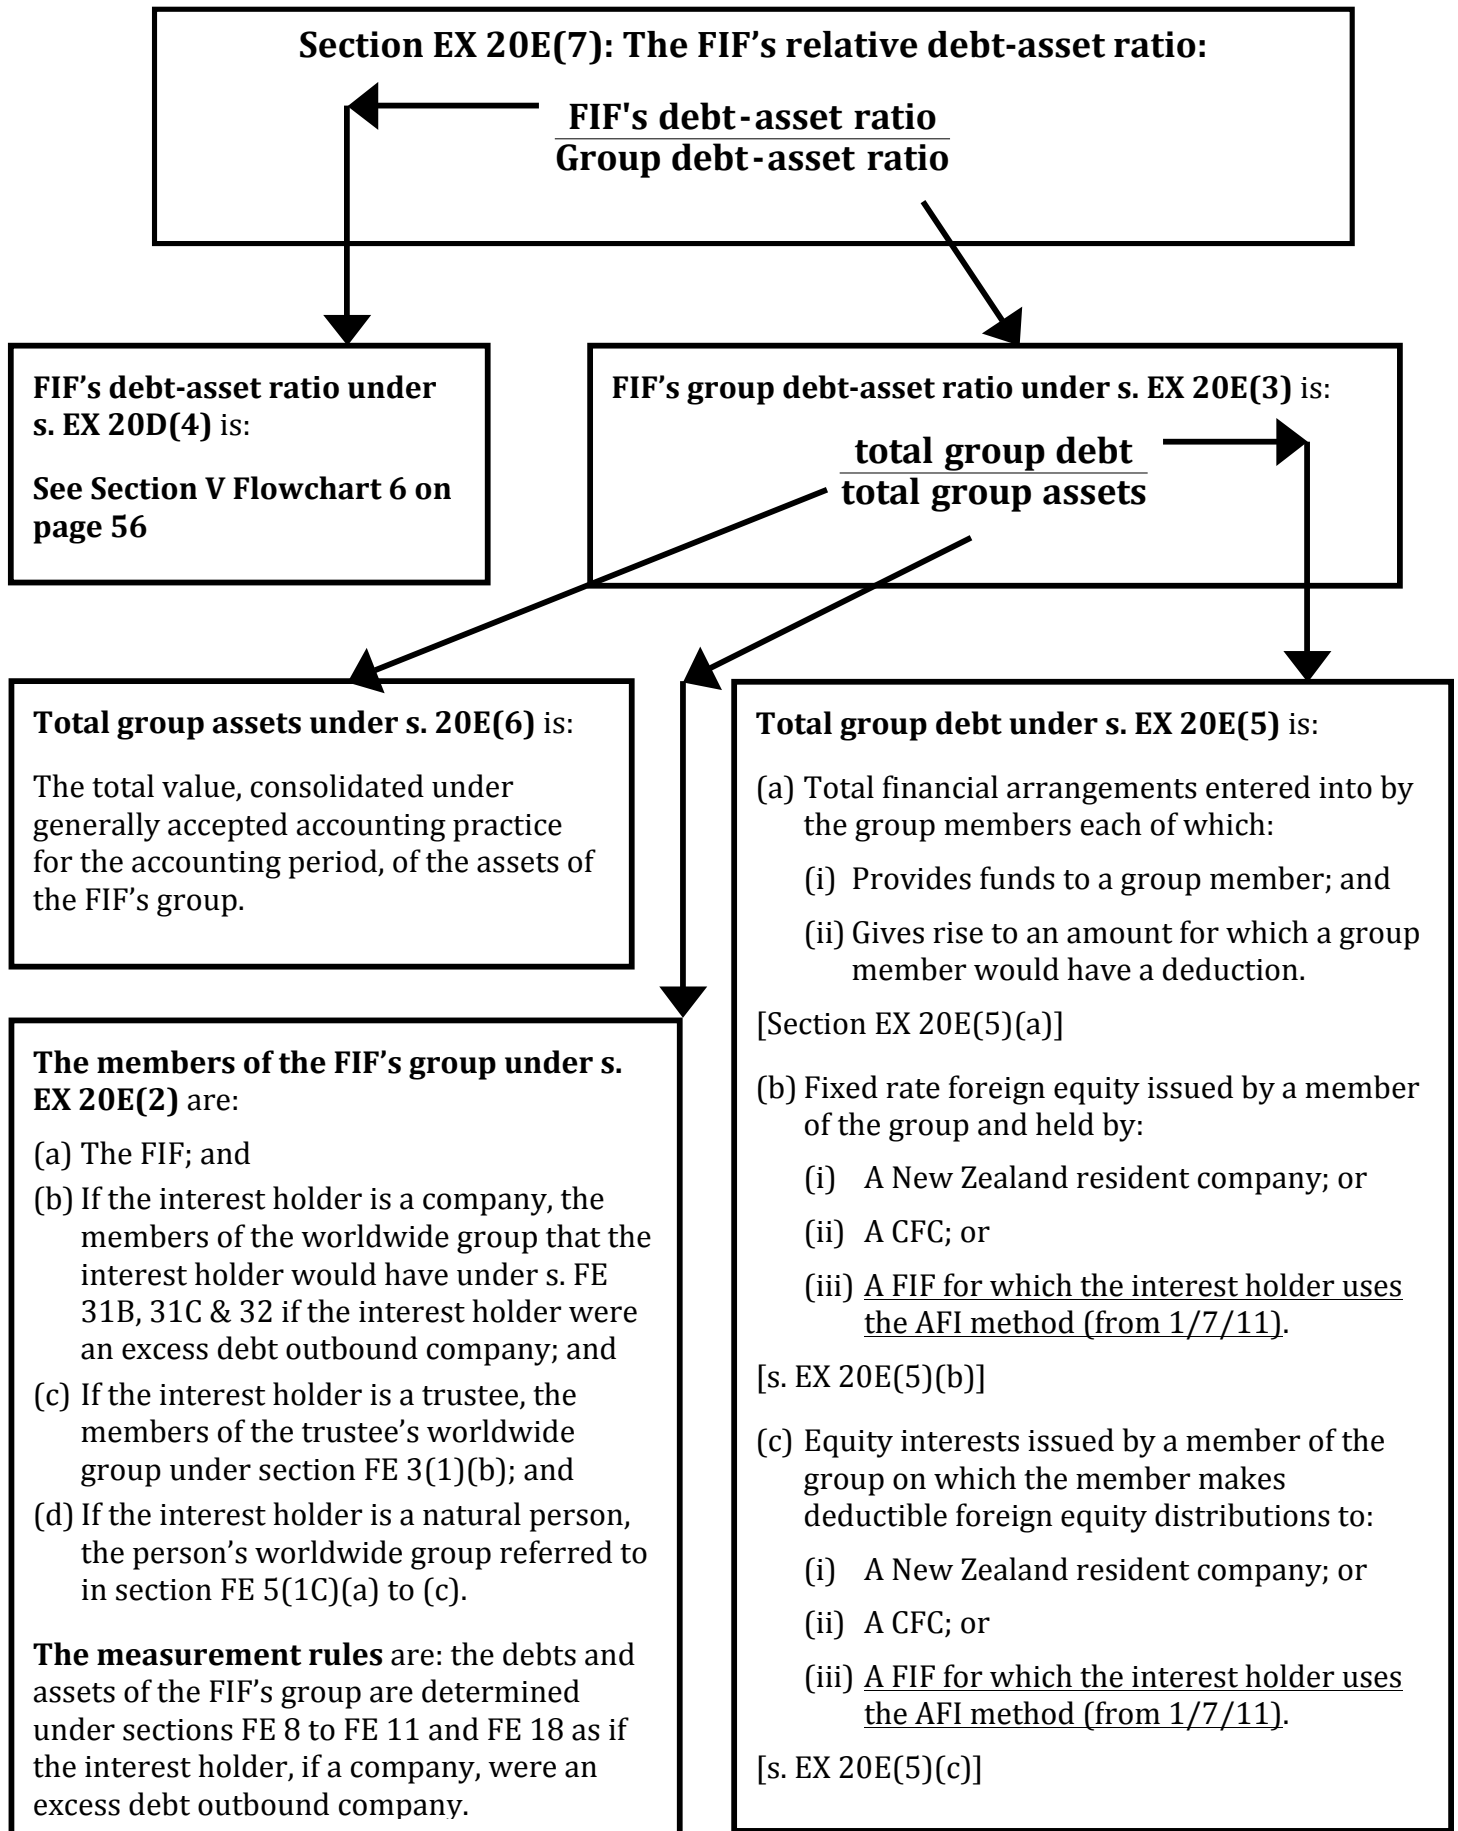 Section EX 20E(7): The FIF’s relative debt-asset ratio:
FIF's debt-asset ratio
Group debt-asset ratio
FIF’s debt-asset ratio under
s. EX 20D(4) is:
See Section V Flowchart 6 on
page 56
FIF’s group debt-asset ratio under s. EX 20E(3) is:
total group debt
total group assets
Total group assets under s. 20E(6) is:
The total value, consolidated under
generally accepted accounting practice
for the accounting period, of the assets of
the FIF’s group.
The members of the FIF’s group under s.
EX 20E(2) are:
(a) The FIF; and
(b) If the interest holder is a company, the
members of the worldwide group that the
interest holder would have under s. FE
31B, 31C & 32 if the interest holder were
an excess debt outbound company; and
(c) If the interest holder is a trustee, the
members of the trustee’s worldwide
group under section FE 3(1)(b); and
(d) If the interest holder is a natural person,
the person’s worldwide group referred to
in section FE 5(1C)(a) to (c).
The measurement rules are: the debts and
assets of the FIF’s group are determined
under sections FE 8 to FE 11 and FE 18 as if
the interest holder, if a company, were an
excess debt outbound company.
Total group debt under s. EX 20E(5) is:
(a) Total financial arrangements entered into by
the group members each of which:
(i) Provides funds to a group member; and
(ii) Gives rise to an amount for which a group
member would have a deduction.
[Section EX 20E(5)(a)]
(b) Fixed rate foreign equity issued by a member
of the group and held by:
(i) A New Zealand resident company; or
(ii) A CFC; or
(iii) A FIF for which the interest holder uses
the AFI method (from 1/7/11).
[s. EX 20E(5)(b)]
(c) Equity interests issued by a member of the
group on which the member makes
deductible foreign equity distributions to:
(i) A New Zealand resident company; or
(ii) A CFC; or
(iii) A FIF for which the interest holder uses
the AFI method (from 1/7/11).
[s. EX 20E(5)(c)]